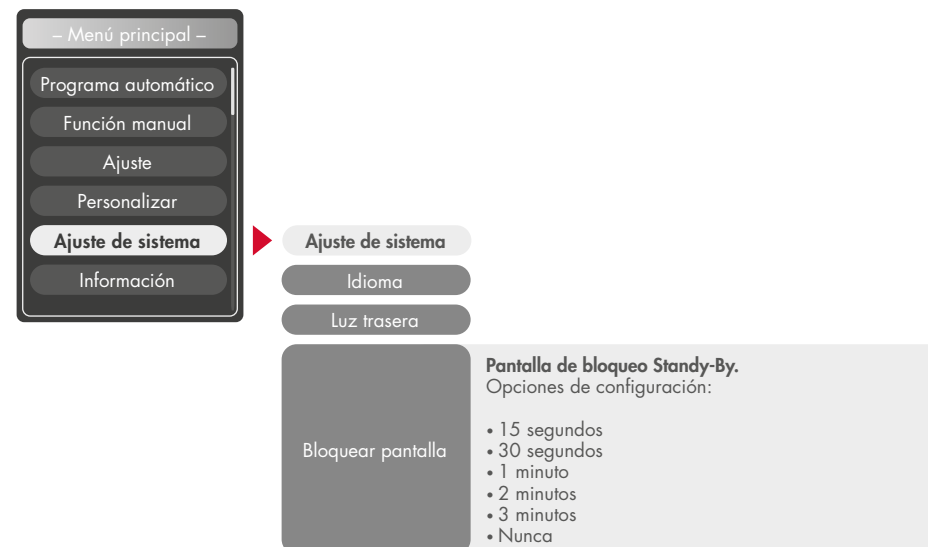 – Menú principal –
Programa automático
Función manual
Ajuste
Personalizar
Ajuste de sistema
Información
Ajuste de sistema
Idioma
Luz trasera
Bloquear pantalla
Pantalla de bloqueo Standy-By.
Opciones de configuración:
• 15 segundos
• 30 segundos
• 1 minuto
• 2 minutos
• 3 minutos
• Nunca